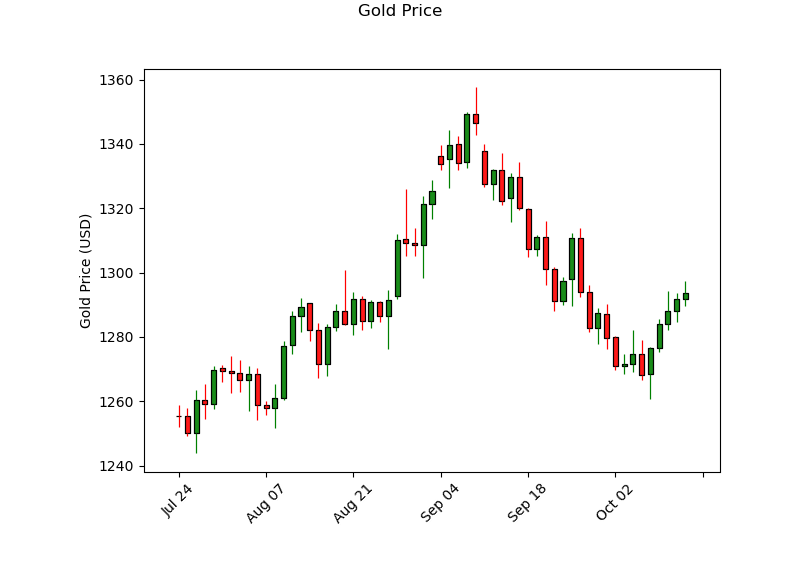 Gold Price
Gold Price (USD)
1360
1340
1320
1300
1280
1260
1240
Jul 24
Aug 07
Aug 21
Sep 04
Sep 18
Oct 02